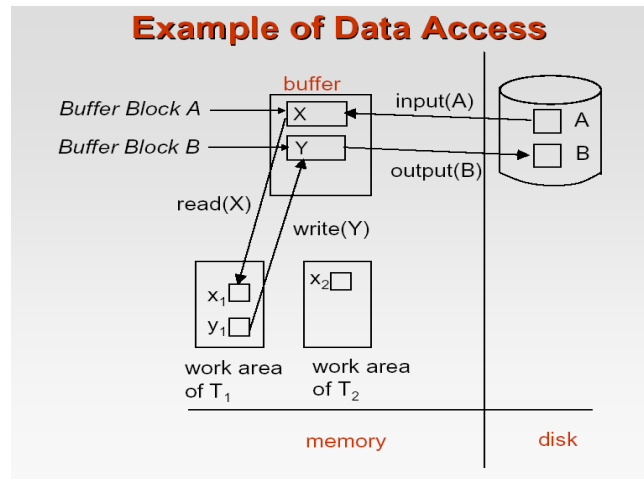 Example of Data Access
buffer
Buffer Block A
X
input(A)
A
Buffer Block B
Y
B
output(B)
read(X)
write(Y)
x₁
x₂
y₁
work area
of T₁
work area
of T₂
memory
disk